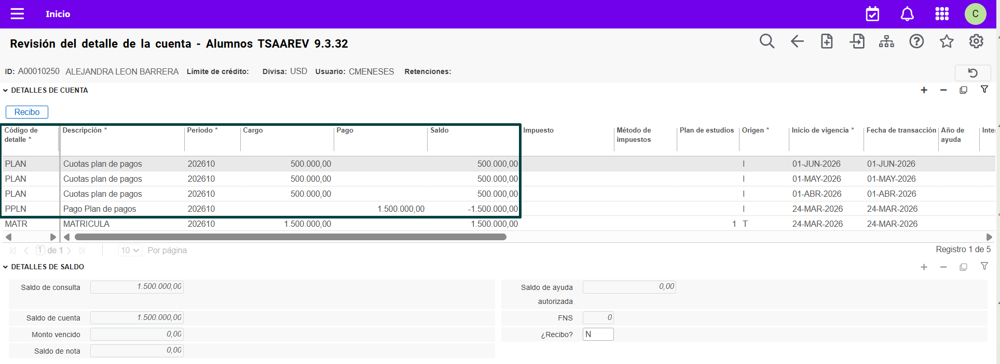 Inicio
C
Revisión del detalle de la cuenta - Alumnos TSAAREV 9.3.32
ID: A00010250 ALEJANDRA LEON BARRERA Límite de crédito: Divisa: USD Usuario: CMENESES Retenciones:
DETALLES DE CUENTA
Recibo
Código de detalle * Descripción * Periodo * Cargo Pago Saldo Impuesto Método de impuestos Plan de estudios Origen * Inicio de vigencia * Fecha de transacción Año de ayuda
PLAN Cuotas plan de pagos 202610 500.000,00 500.000,00 I 01-JUN-2026 01-JUN-2026
PLAN Cuotas plan de pagos 202610 500.000,00 500.000,00 I 01-MAY-2026 01-MAY-2026
PLAN Cuotas plan de pagos 202610 500.000,00 500.000,00 I 01-ABR-2026 01-ABR-2026
PPLN Pago Plan de pagos 202610 1.500.000,00 -1.500.000,00 I 24-MAR-2026 24-MAR-2026
MATR MATRICULA 202610 1.500.000,00 1.500.000,00 1 T 24-MAR-2026 24-MAR-2026
1 de 1 10 Por página Registro 1 de 5
DETALLES DE SALDO
Saldo de consulta 1.500.000,00 Saldo de ayuda autorizada 0,00
Saldo de cuenta 1.500.000,00 FNS 0
Monto vencido 0,00 ¿Recibo? N
Saldo de nota 0,00